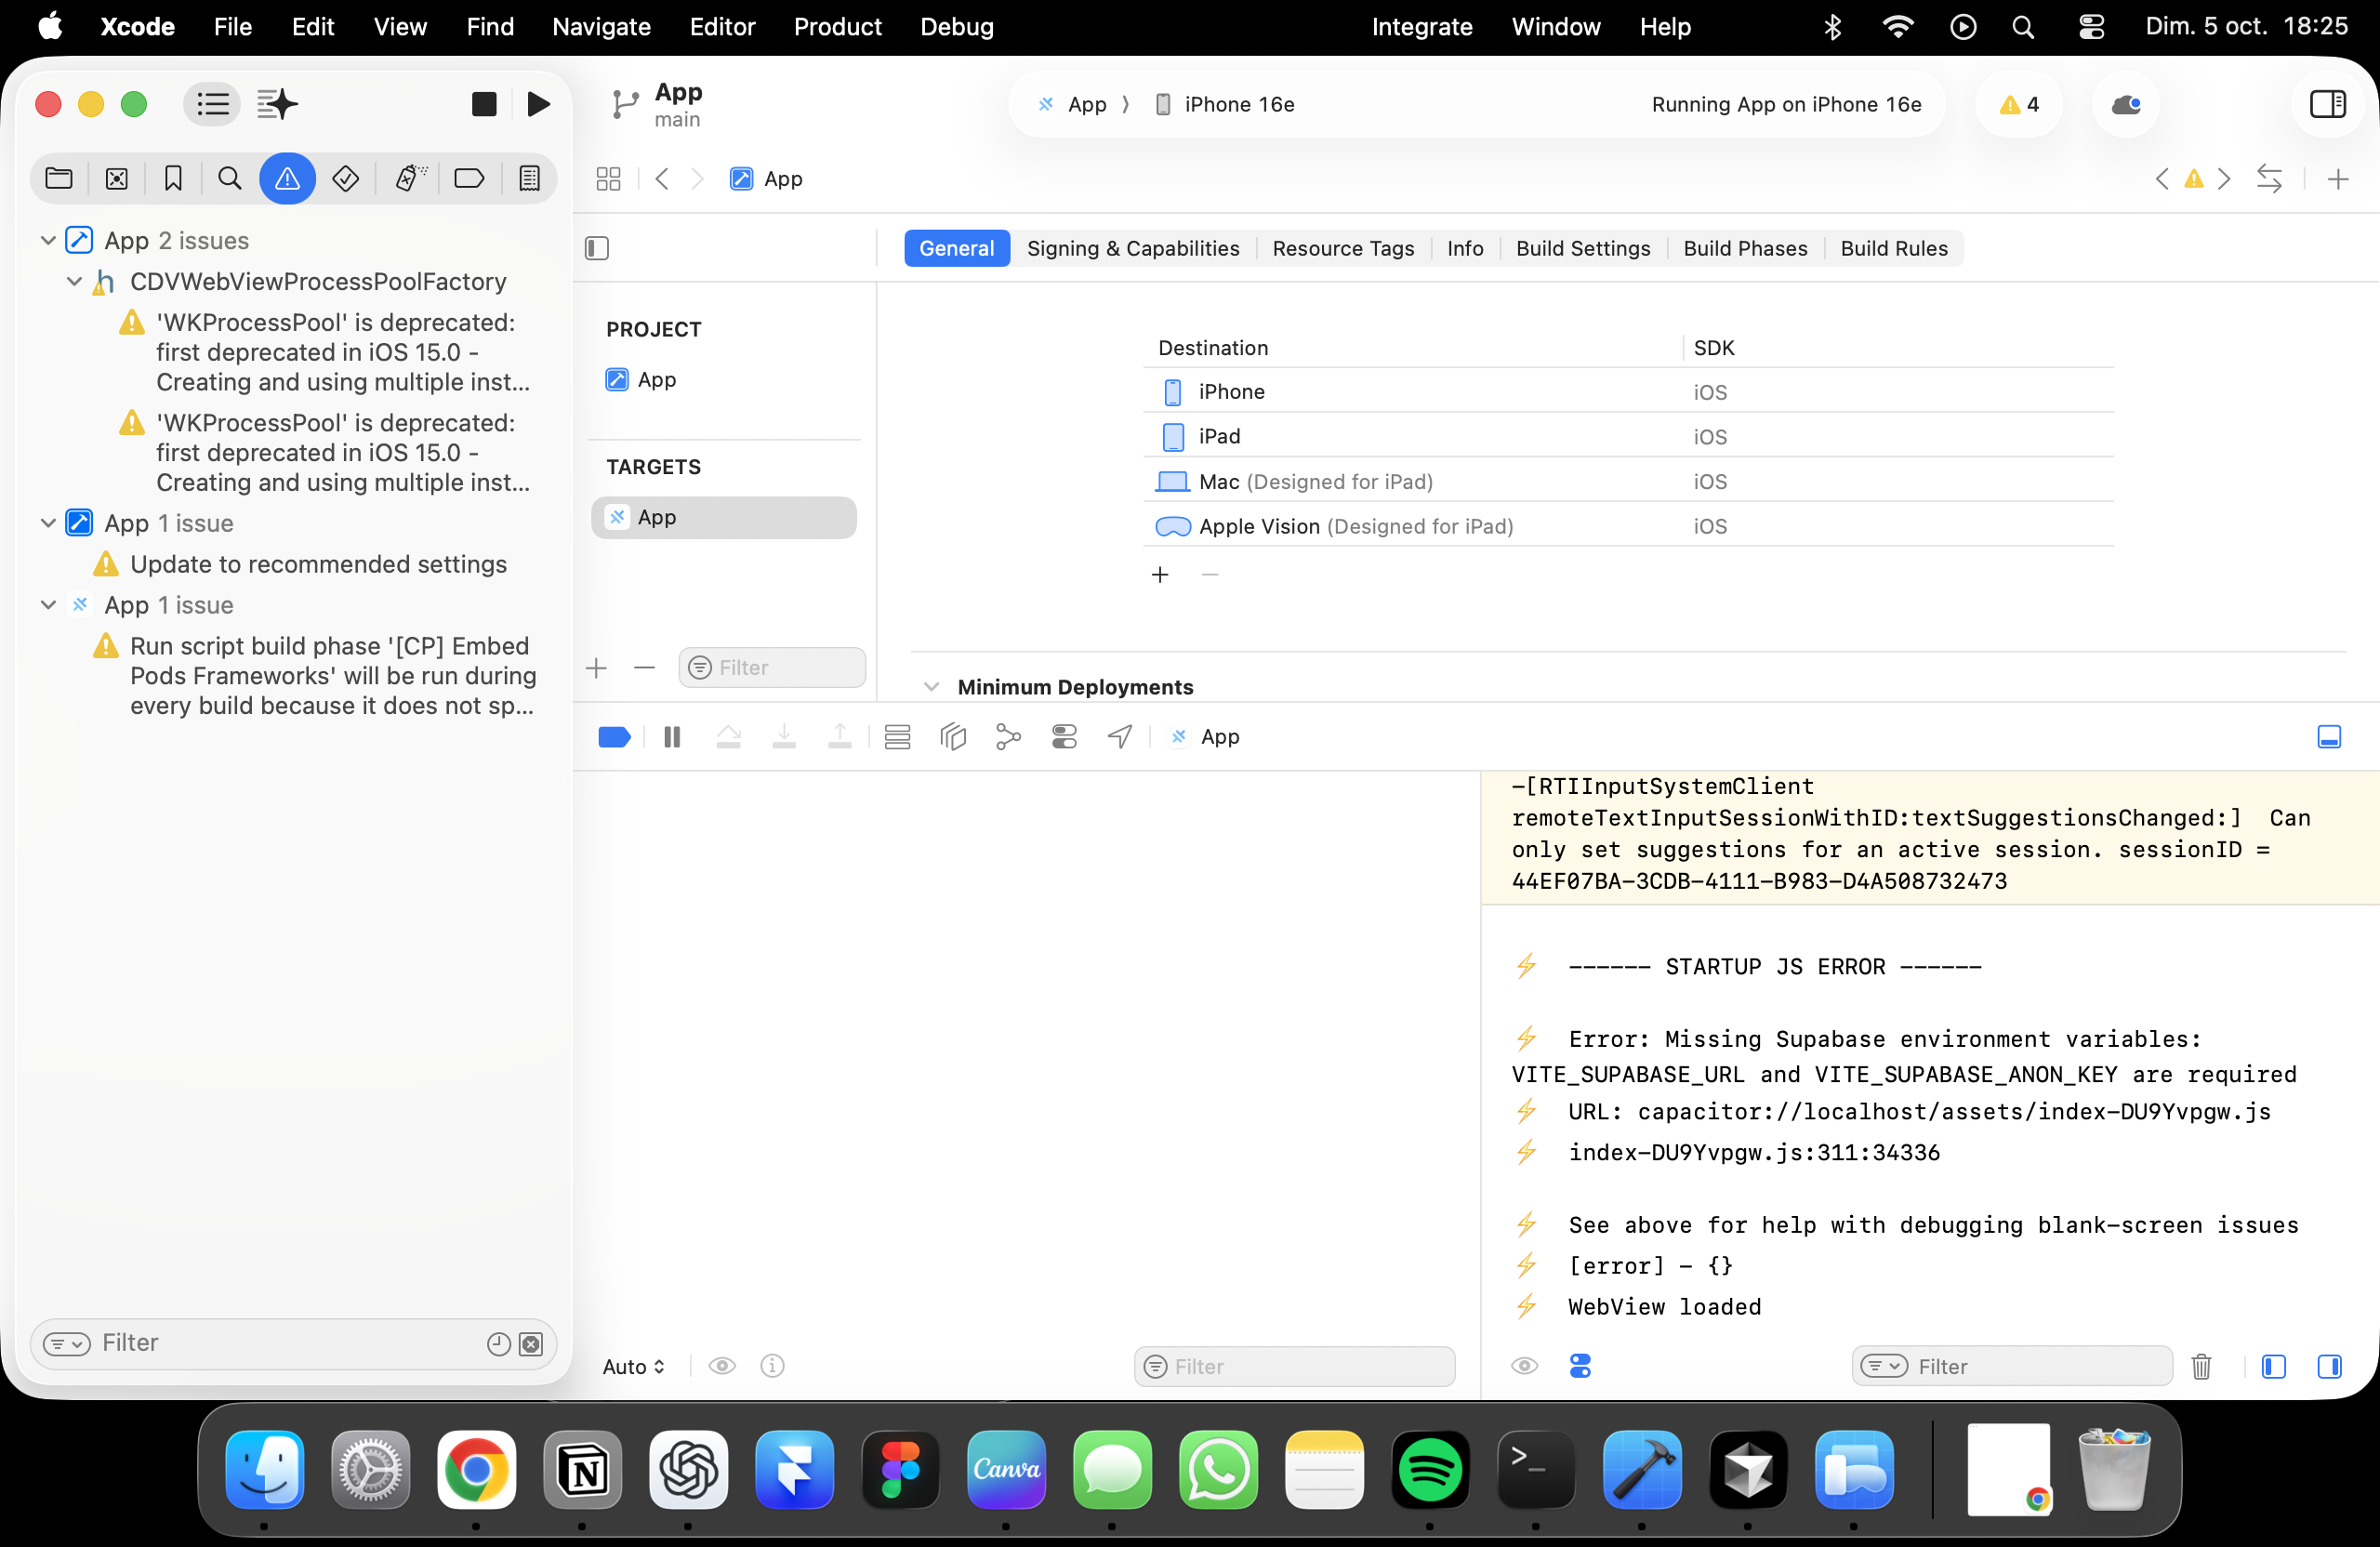 Xcode File Edit View Find Navigate Editor Product Debug Integrate Window Help Dim. 5 oct. 18:25
App
main
App iPhone 16e Running App on iPhone 16e 4
App
App 2 issues
CDVWebViewProcessPoolFactory
'WKProcessPool' is deprecated:
first deprecated in iOS 15.0 -
Creating and using multiple inst...
'WKProcessPool' is deprecated:
first deprecated in iOS 15.0 -
Creating and using multiple inst...
App 1 issue
Update to recommended settings
App 1 issue
Run script build phase '[CP] Embed
Pods Frameworks' will be run during
every build because it does not sp...
Filter
General Signing & Capabilities Resource Tags Info Build Settings Build Phases Build Rules
PROJECT
App
TARGETS
App
Filter
Destination SDK
iPhone iOS
iPad iOS
Mac (Designed for iPad) iOS
Apple Vision (Designed for iPad) iOS
Minimum Deployments
App
-[RTIInputSystemClient
remoteTextInputSessionWithID:textSuggestionsChanged:]  Can
only set suggestions for an active session. sessionID =
44EF07BA-3CDB-4111-B983-D4A508732473
⚡️  ------ STARTUP JS ERROR ------
⚡️  Error: Missing Supabase environment variables:
VITE_SUPABASE_URL and VITE_SUPABASE_ANON_KEY are required
⚡️  URL: capacitor://localhost/assets/index-DU9Yvpgw.js
⚡️  index-DU9Yvpgw.js:311:34336
⚡️  See above for help with debugging blank-screen issues
⚡️  [error] - {}
⚡️  WebView loaded
Auto Filter
Filter
Canva